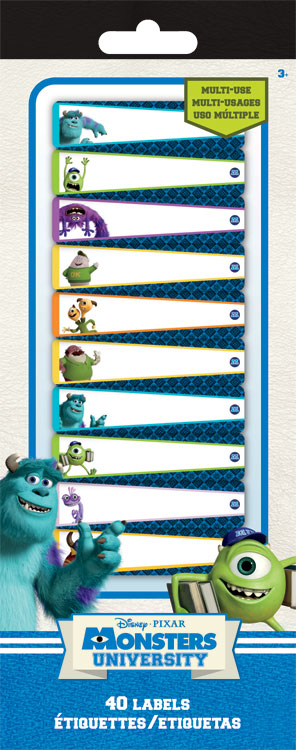 3+
MULTI-USE
MULTI-USAGES
USO MÚLTIPLE
DISNEY · PIXAR
MONSTERS
UNIVERSITY
40 LABELS
ÉTIQUETTES/ETIQUETAS